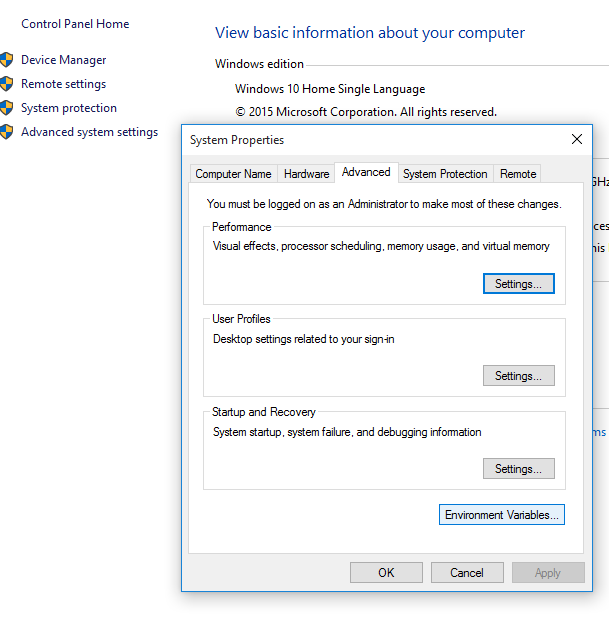 Control Panel Home
Device Manager
Remote settings
System protection
Advanced system settings
View basic information about your computer
Windows edition
Windows 10 Home Single Language
© 2015 Microsoft Corporation. All rights reserved.
System Properties
Computer Name Hardware Advanced System Protection Remote
You must be logged on as an Administrator to make most of these changes.
Performance
Visual effects, processor scheduling, memory usage, and virtual memory
Settings...
User Profiles
Desktop settings related to your sign-in
Settings...
Startup and Recovery
System startup, system failure, and debugging information
Settings...
Environment Variables...
OK Cancel Apply